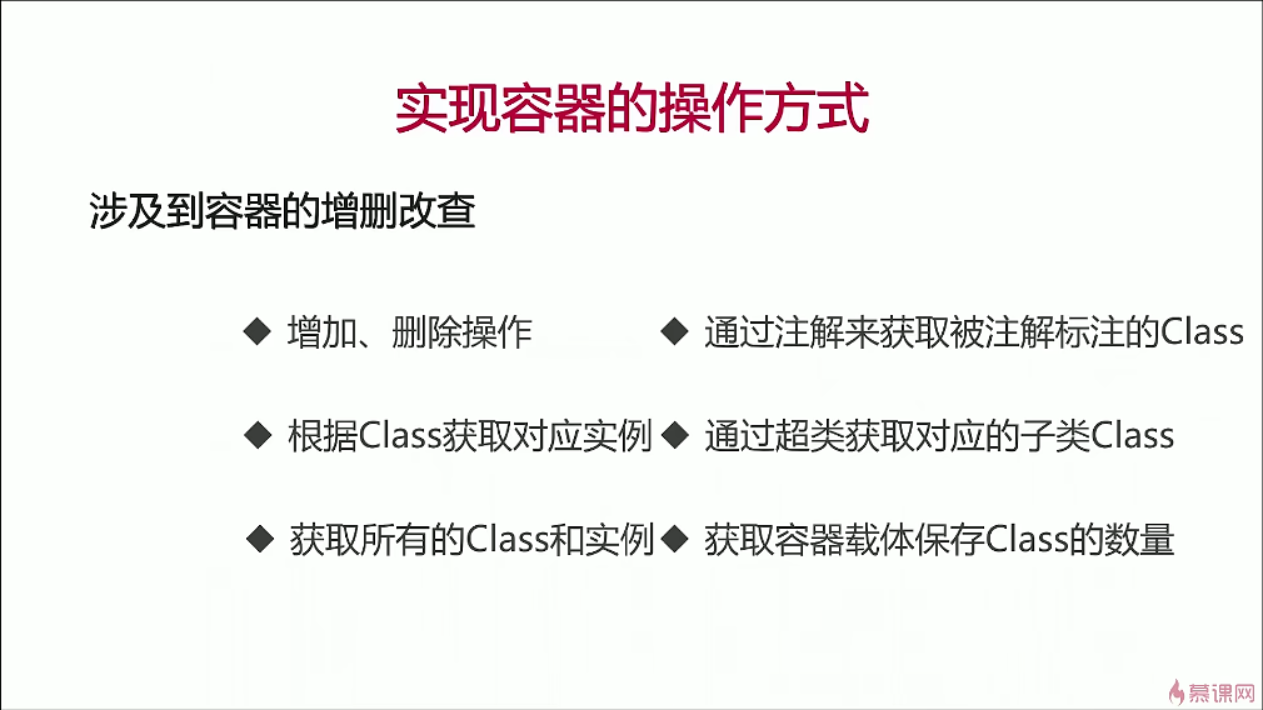 实现容器的操作方式
涉及到容器的增删改查
◆ 增加、删除操作
◆ 通过注解来获取被注解标注的Class
◆ 根据Class获取对应实例
◆ 通过超类获取对应的子类Class
◆ 获取所有的Class和实例
◆ 获取容器载体保存Class的数量
慕课网